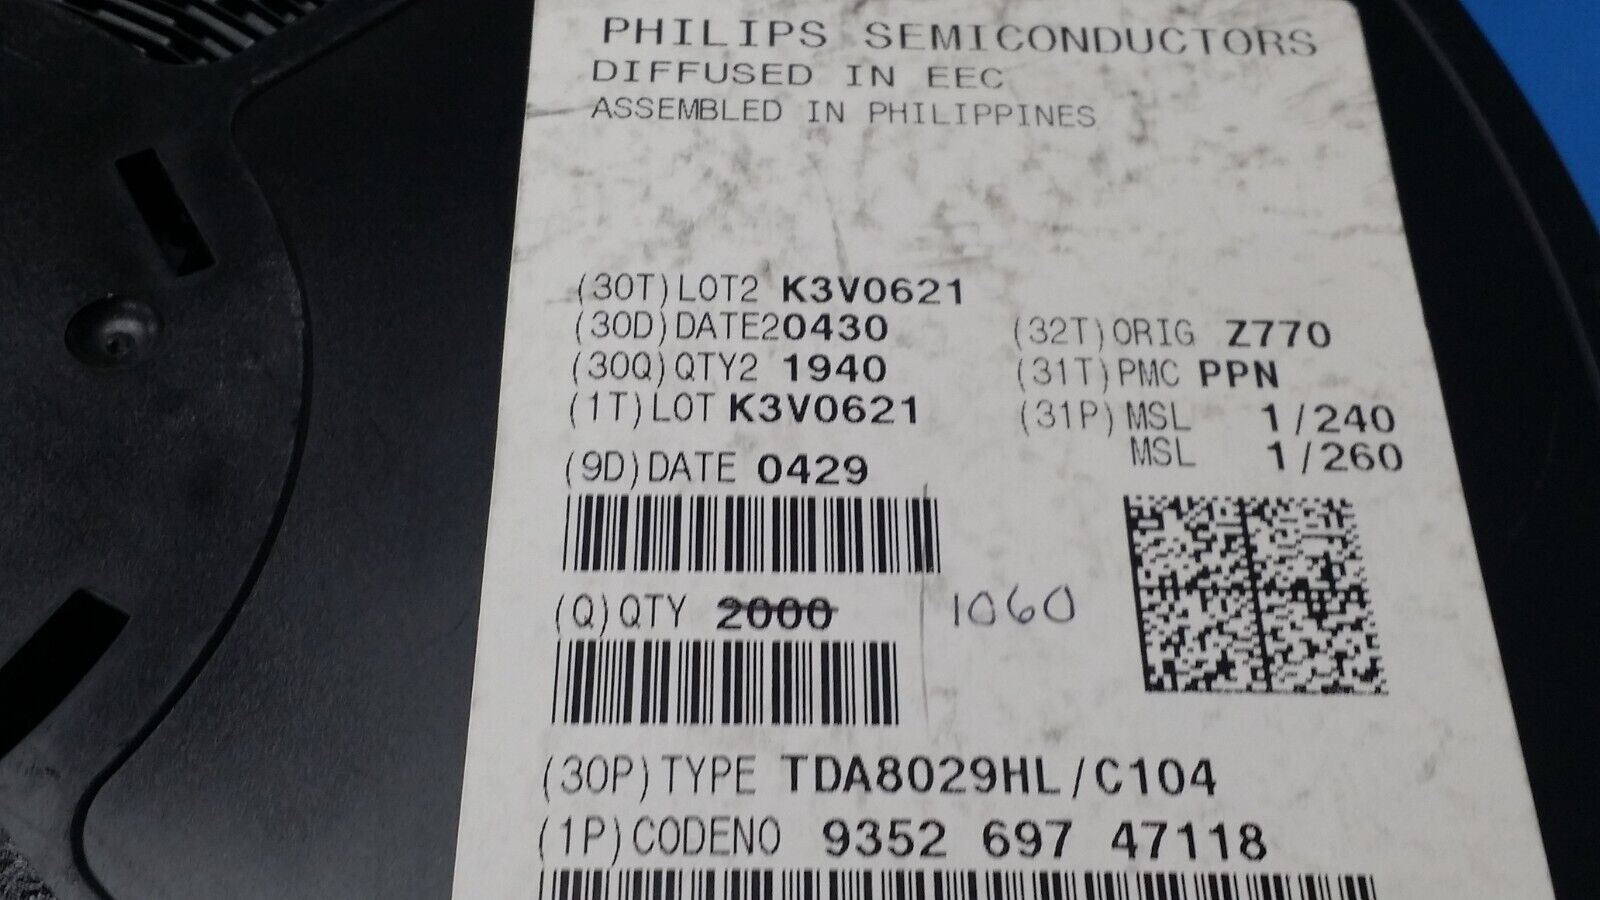 PHILIPS SEMICONDUCTORS
DIFFUSED IN EEC
ASSEMBLED IN PHILIPPINES
(30T) LOT2 K3V0621
(30D) DATE20430
(32T) ORIG Z770
(30Q) QTY2 1940
(31T) PMC PPN
(1T) LOT K3V0621
(31P) MSL 1/240
MSL 1/260
(9D) DATE 0429
(Q) QTY 2000 1060
(30P) TYPE TDA8029HL/C104
(1P) CODENO 9352 697 47118